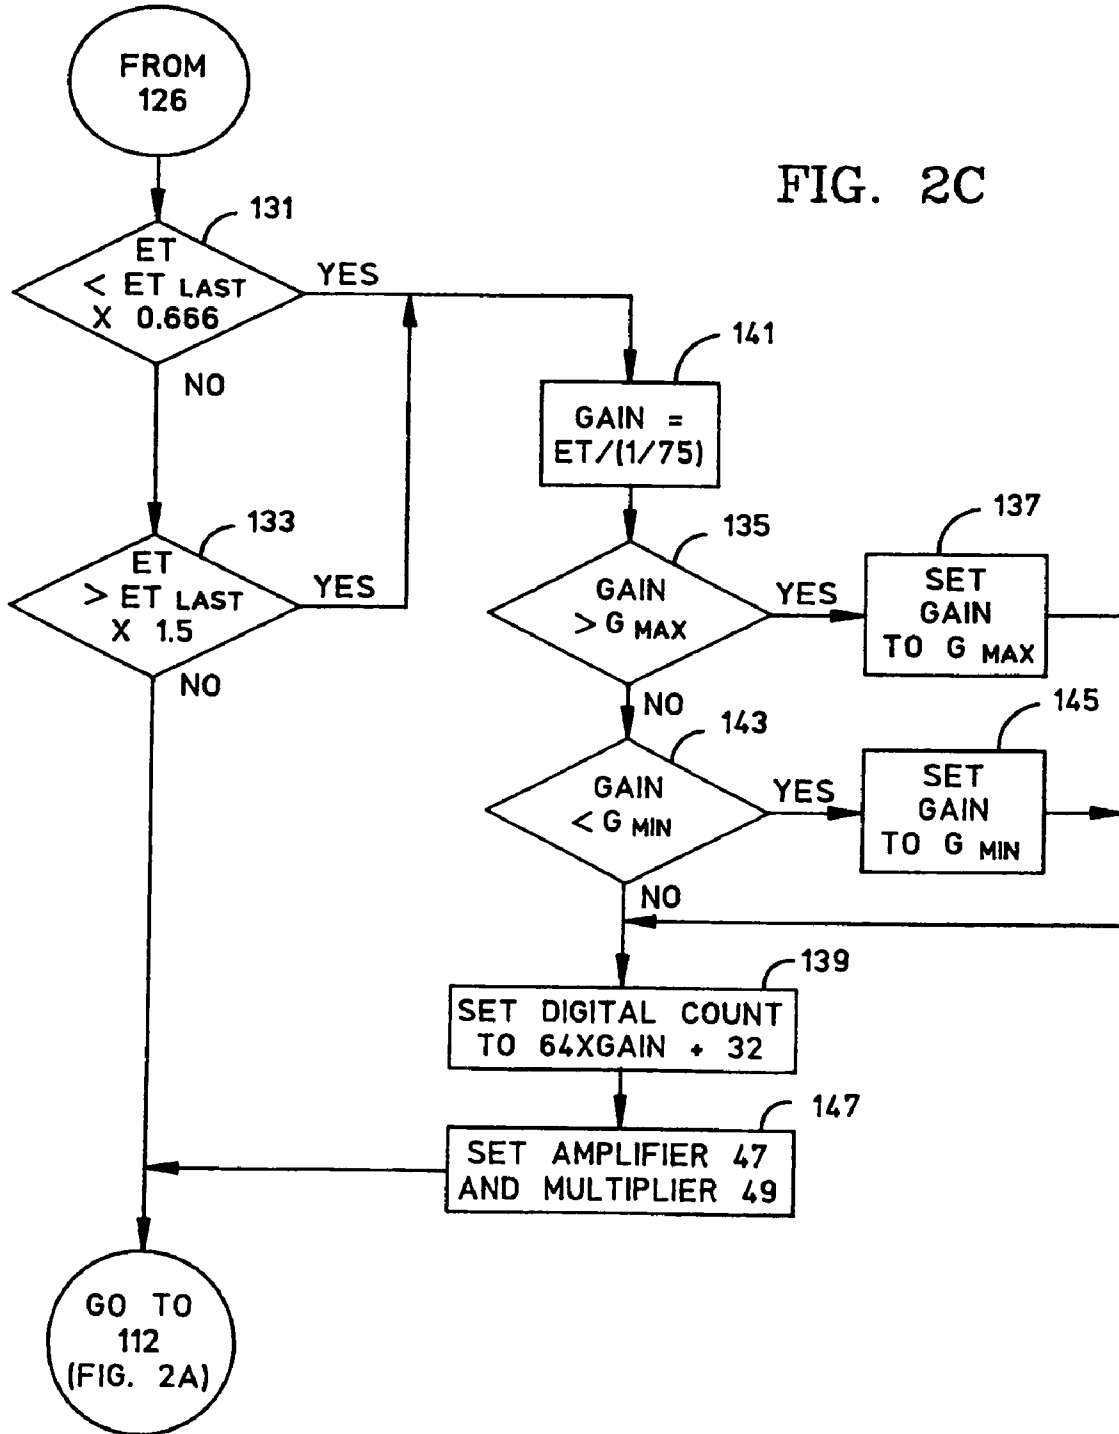 FROM
126
FIG. 2C
131
ET
< ET LAST
X 0.666
YES
NO
141
GAIN =
ET/(1/75)
133
ET
> ET LAST
X 1.5
YES
NO
135
GAIN
> G MAX
YES
NO
137
SET
GAIN
TO G MAX
143
GAIN
< G MIN
YES
NO
145
SET
GAIN
TO G MIN
139
SET DIGITAL COUNT
TO 64XGAIN + 32
147
SET AMPLIFIER 47
AND MULTIPLIER 49
GO TO
112
(FIG. 2A)